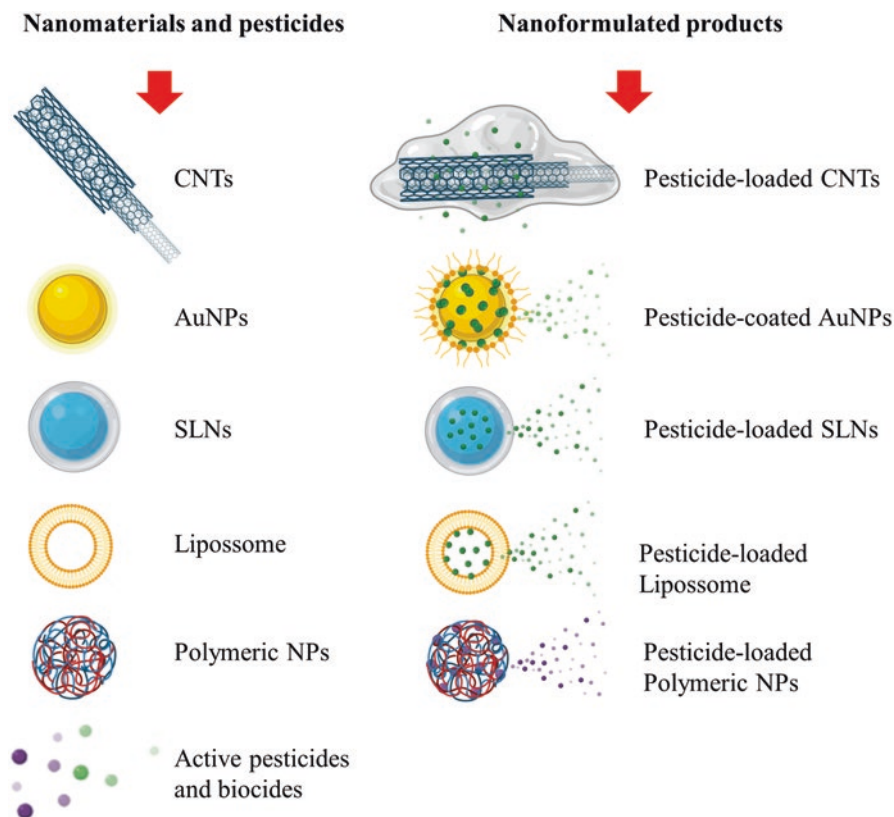 Nanomaterials and pesticides
Nanoformulated products
CNTs
Pesticide-loaded CNTs
AuNPs
Pesticide-coated AuNPs
SLNs
Pesticide-loaded SLNs
Lipossome
Pesticide-loaded
Lipossome
Polymeric NPs
Pesticide-loaded
Polymeric NPs
Active pesticides
and biocides